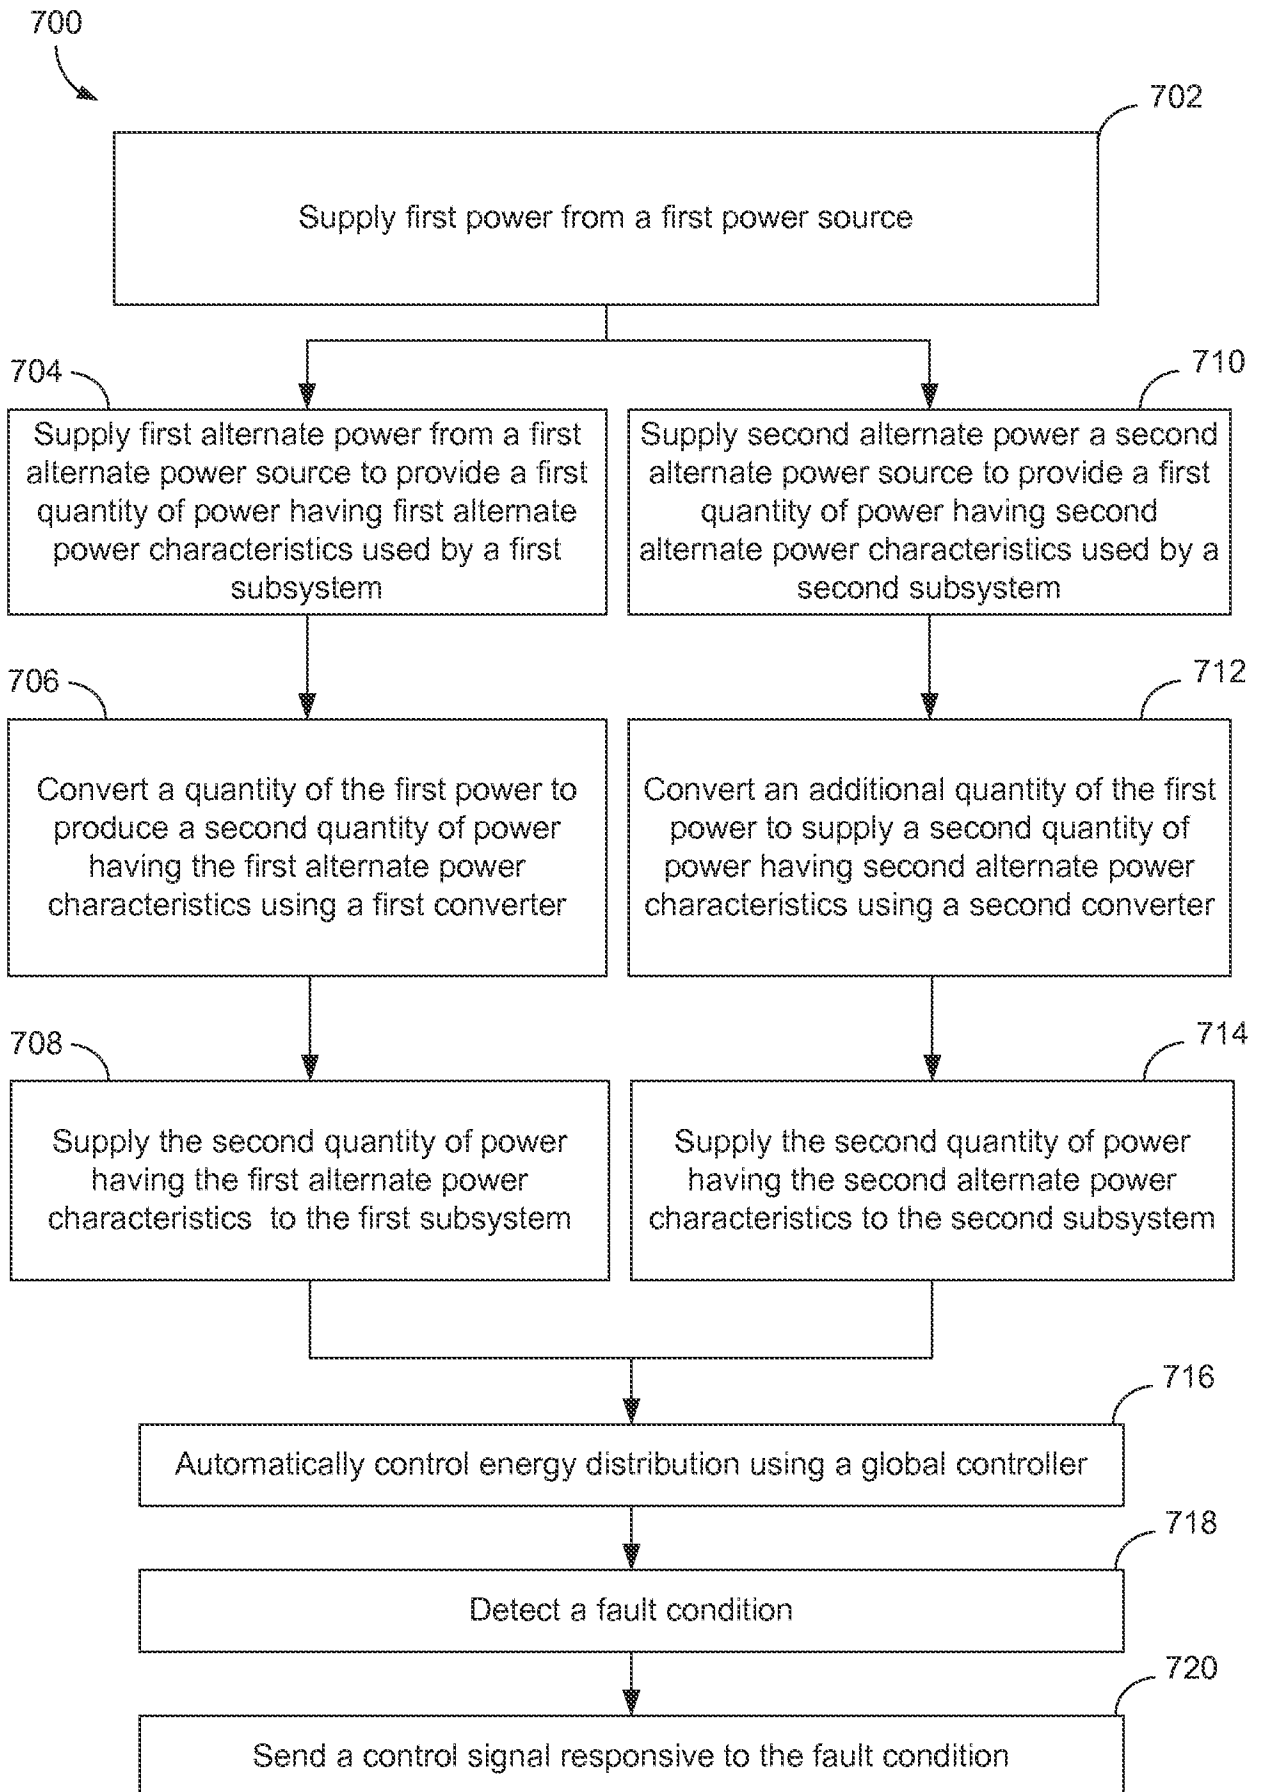 700
702
Supply first power from a first power source
704
Supply first alternate power from a first
alternate power source to provide a first
quantity of power having first alternate
power characteristics used by a first
subsystem
710
Supply second alternate power a second
alternate power source to provide a first
quantity of power having second
alternate power characteristics used by a
second subsystem
706
Convert a quantity of the first power to
produce a second quantity of power
having the first alternate power
characteristics using a first converter
712
Convert an additional quantity of the first
power to supply a second quantity of
power having second alternate power
characteristics using a second converter
708
Supply the second quantity of power
having the first alternate power
characteristics to the first subsystem
714
Supply the second quantity of power
having the second alternate power
characteristics to the second subsystem
716
Automatically control energy distribution using a global controller
718
Detect a fault condition
720
Send a control signal responsive to the fault condition